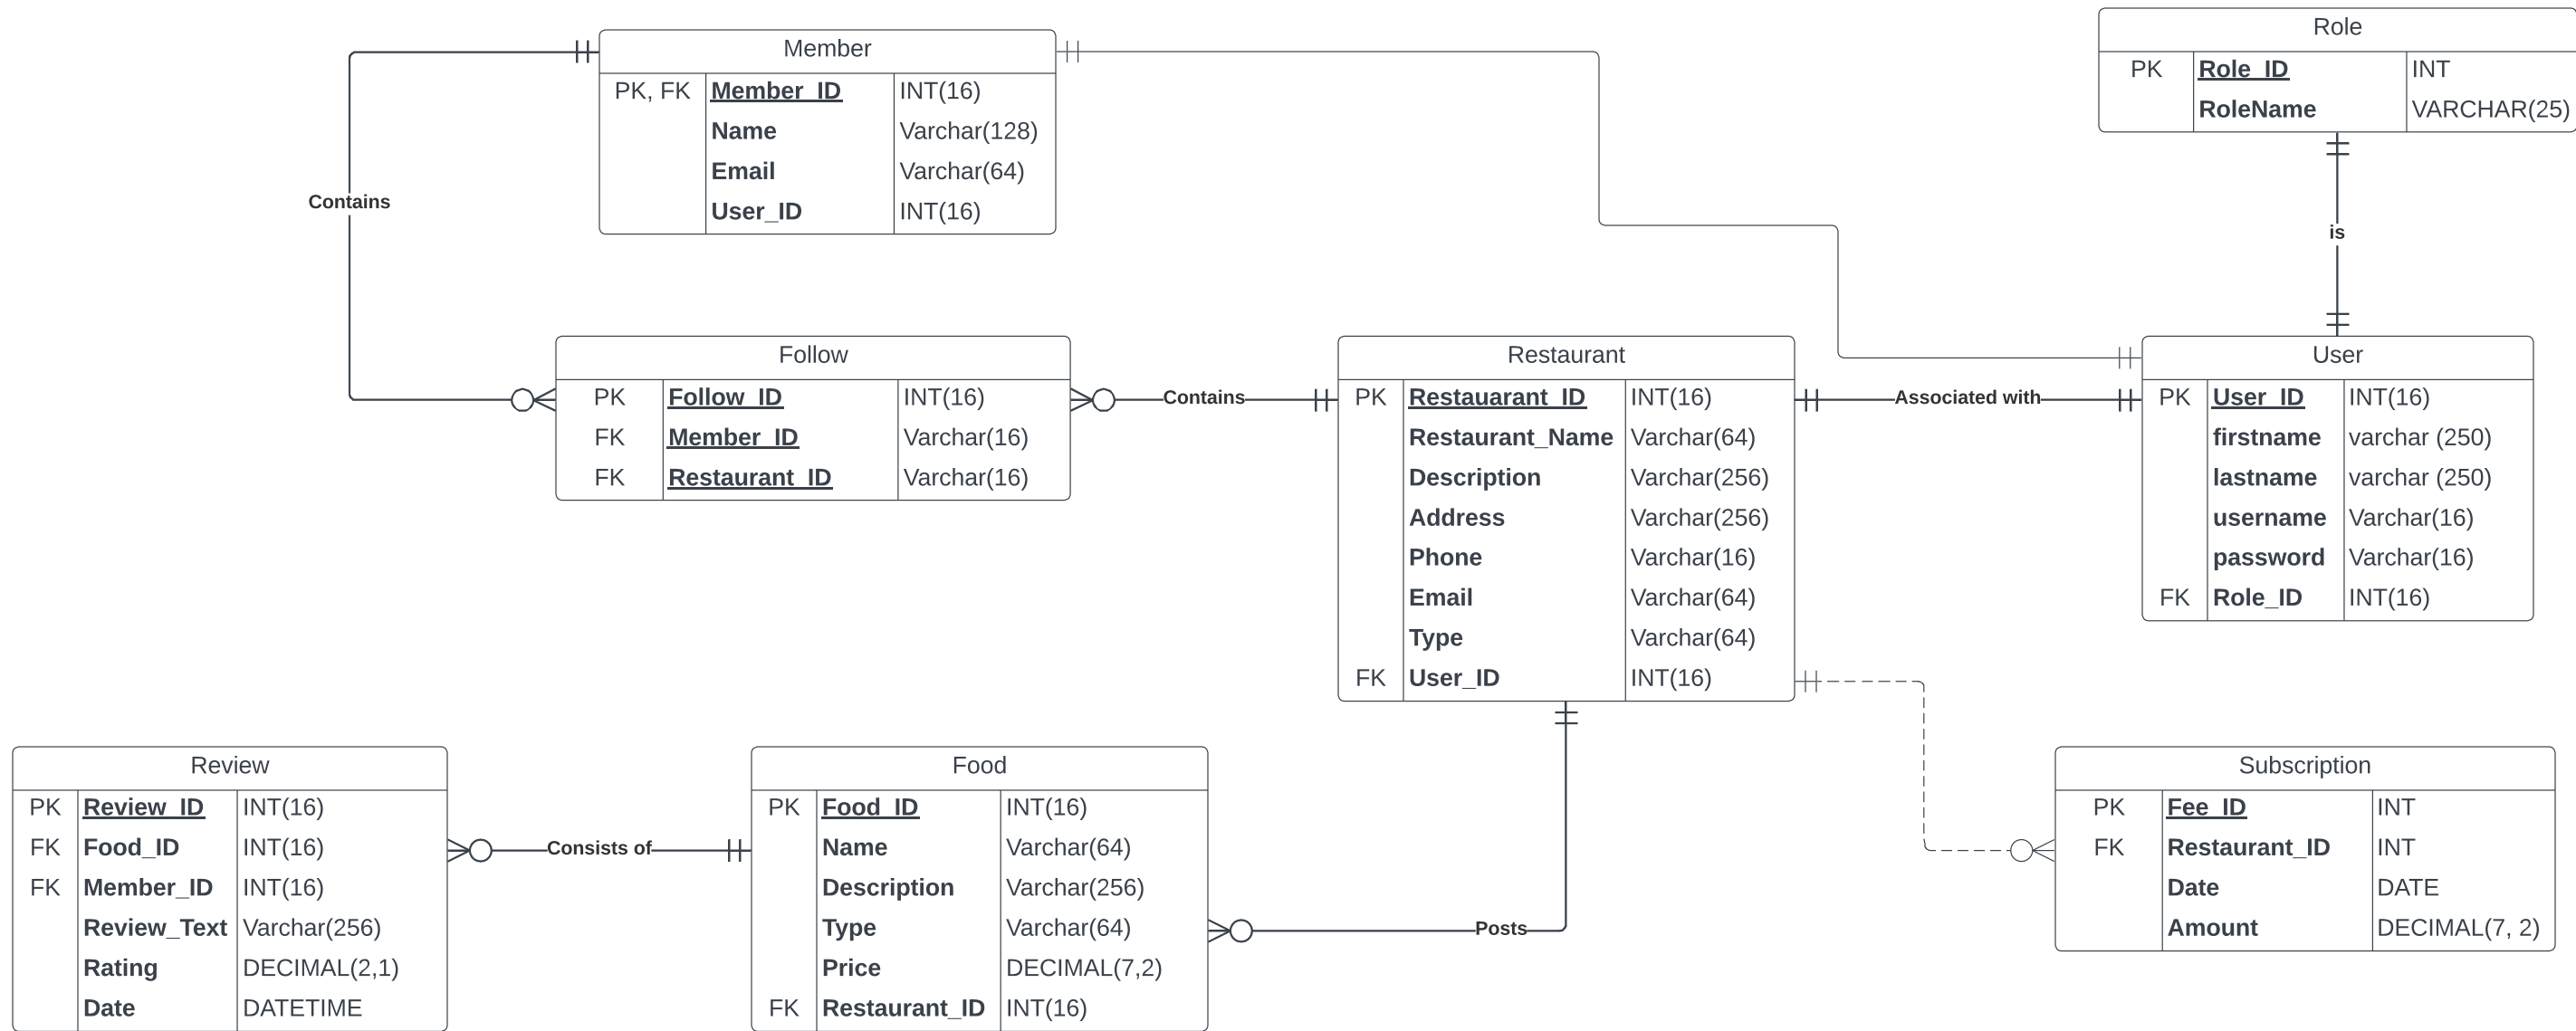 Member
PK, FK Member_ID INT(16)
Name Varchar(128)
Email Varchar(64)
User_ID INT(16)
Role
PK Role_ID INT
RoleName VARCHAR(25)
Contains
is
Follow
PK Follow_ID INT(16)
FK Member_ID Varchar(16)
FK Restaurant_ID Varchar(16)
Contains
Restaurant
PK Restauarant_ID INT(16)
Restaurant_Name Varchar(64)
Description Varchar(256)
Address Varchar(256)
Phone Varchar(16)
Email Varchar(64)
Type Varchar(64)
FK User_ID INT(16)
Associated with
User
PK User_ID INT(16)
firstname varchar (250)
lastname varchar (250)
username Varchar(16)
password Varchar(16)
FK Role_ID INT(16)
Review
PK Review_ID INT(16)
FK Food_ID INT(16)
FK Member_ID INT(16)
Review_Text Varchar(256)
Rating DECIMAL(2,1)
Date DATETIME
Consists of
Food
PK Food_ID INT(16)
Name Varchar(64)
Description Varchar(256)
Type Varchar(64)
Price DECIMAL(7,2)
FK Restaurant_ID INT(16)
Posts
Subscription
PK Fee_ID INT
FK Restaurant_ID INT
Date DATE
Amount DECIMAL(7, 2)